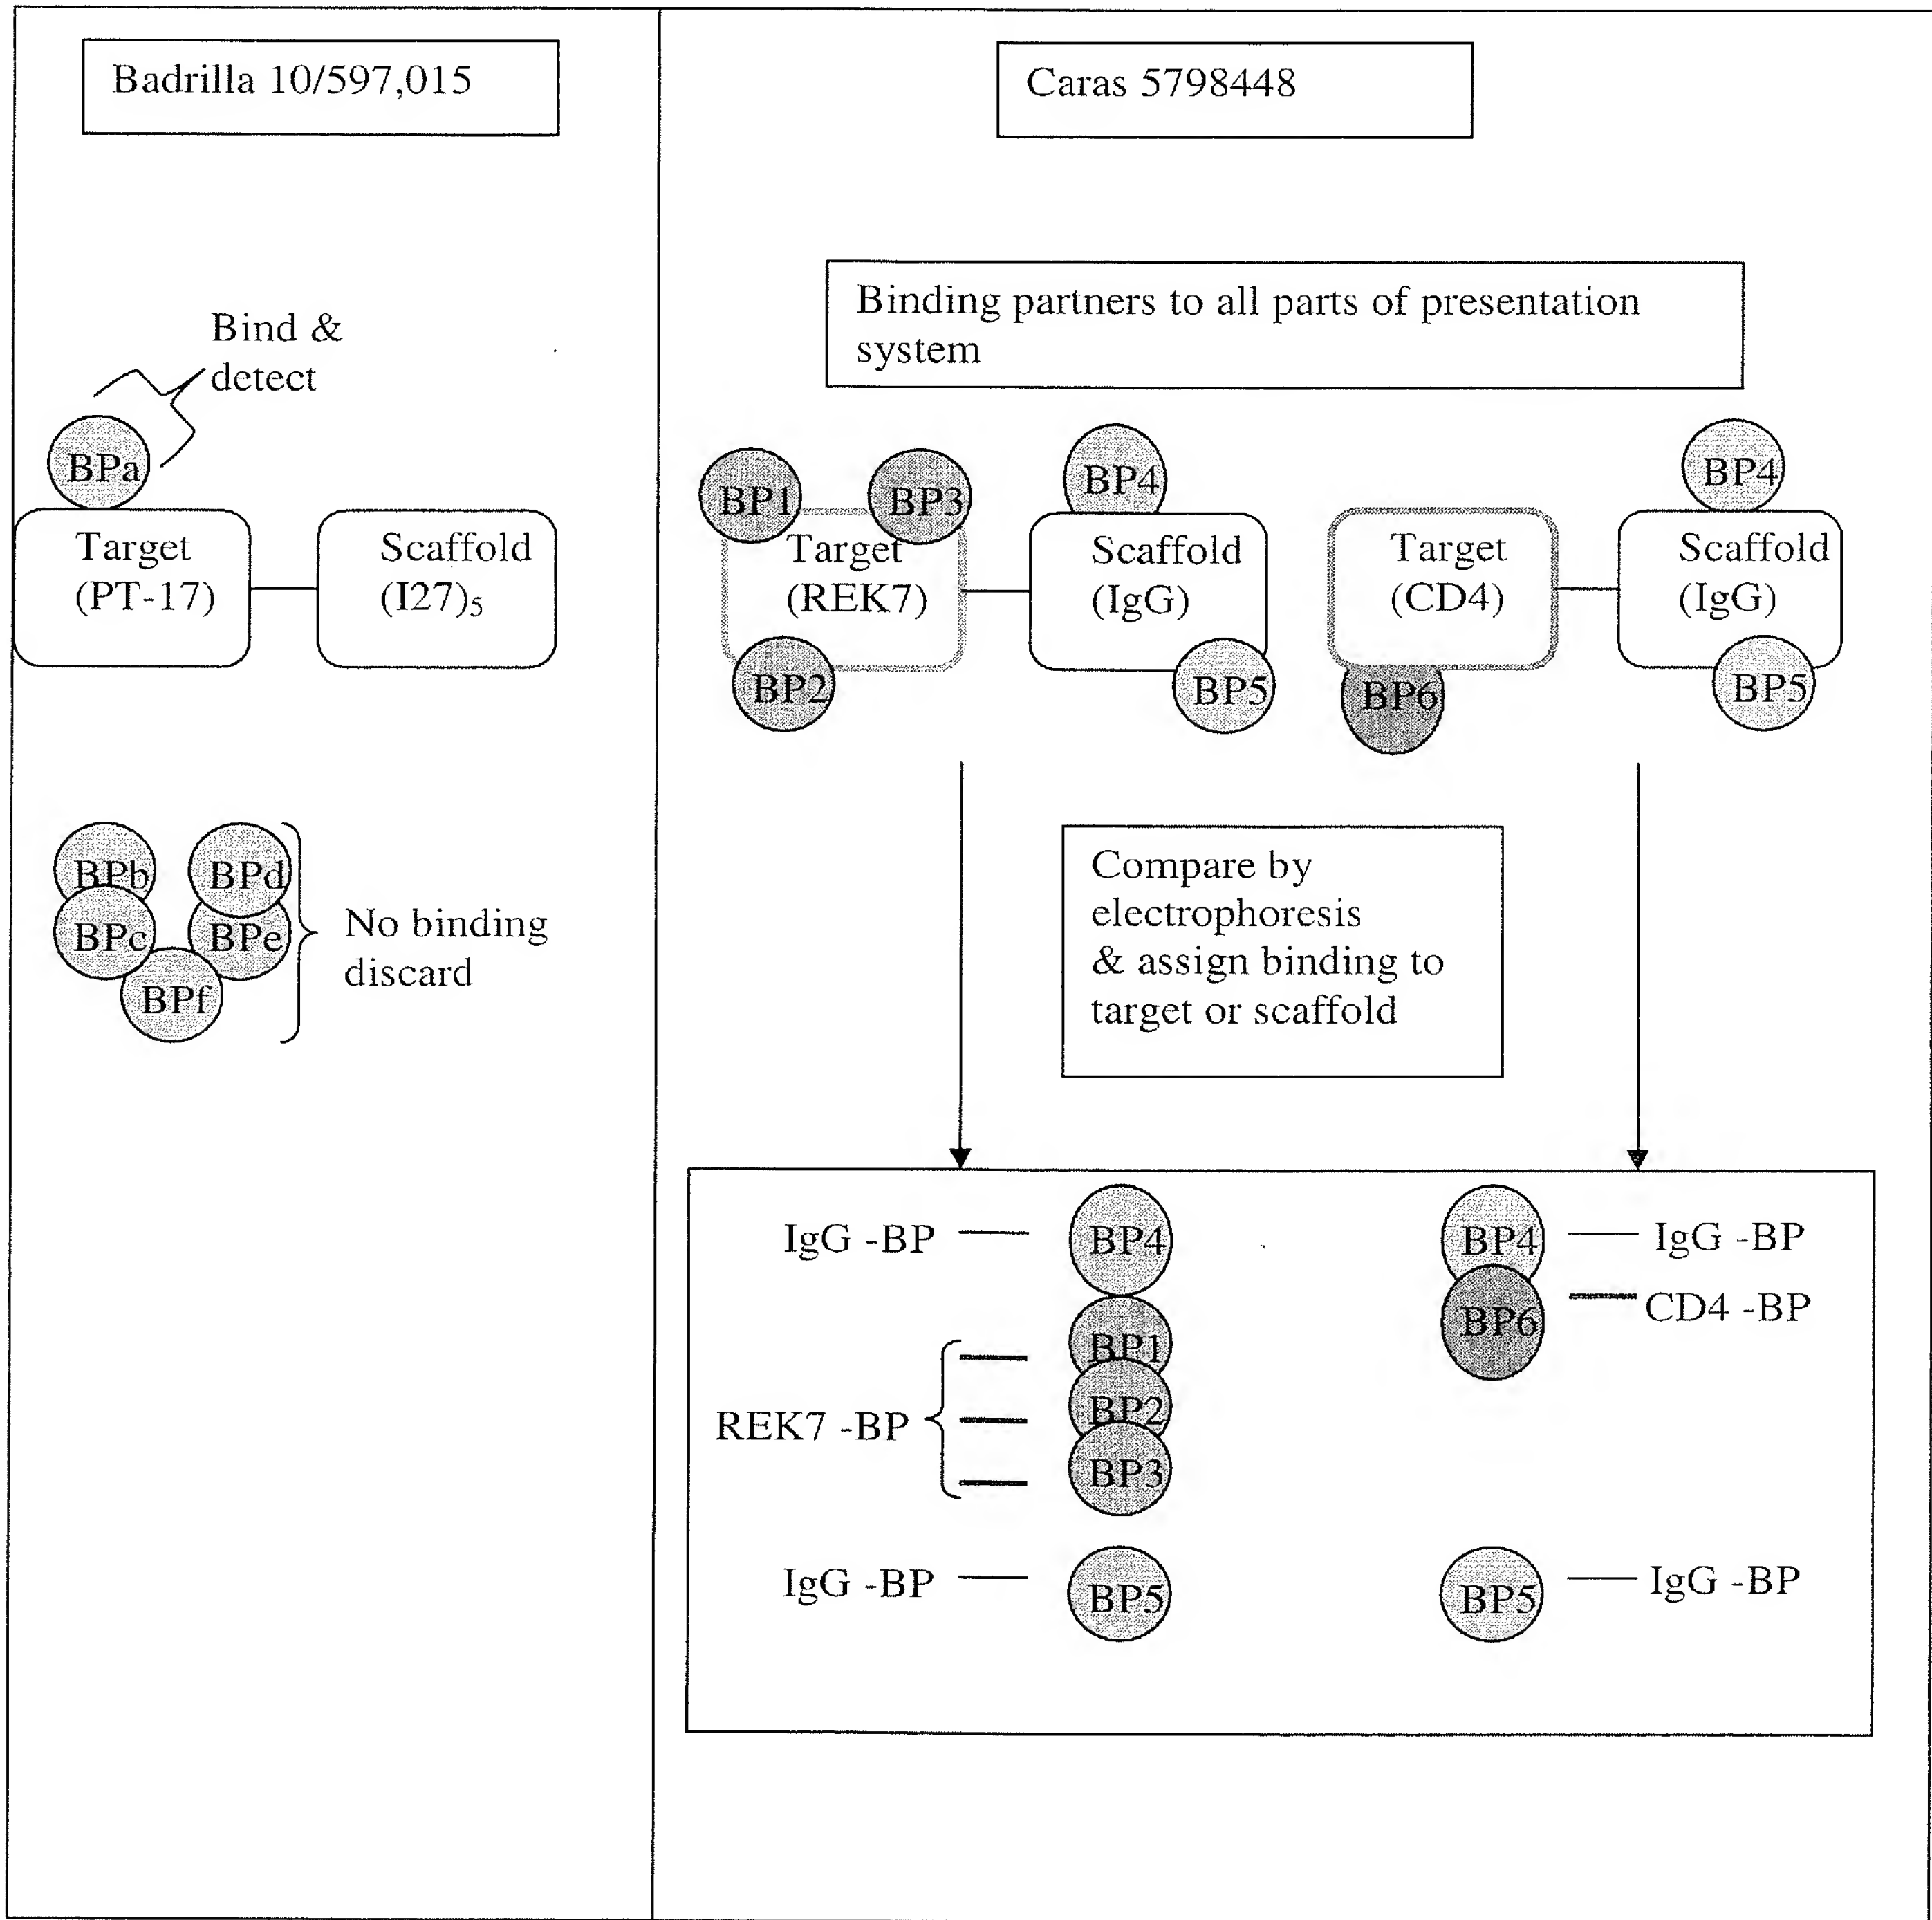 Badrilla 10/597,015
Bind &
detect
BPa
Target
(PT-17)
Scaffold
(I27)₅
BPb
BPd
BPc
BPe
BPf
No binding
discard
Caras 5798448
Binding partners to all parts of presentation
system
BP1
BP3
BP4
BP4
Target
(REK7)
Scaffold
(IgG)
Target
(CD4)
Scaffold
(IgG)
BP2
BP5
BP6
BP5
Compare by
electrophoresis
& assign binding to
target or scaffold
IgG -BP
BP4
BP4
IgG -BP
BP6
CD4 -BP
BP1
REK7 -BP
BP2
BP3
IgG -BP
BP5
BP5
IgG -BP